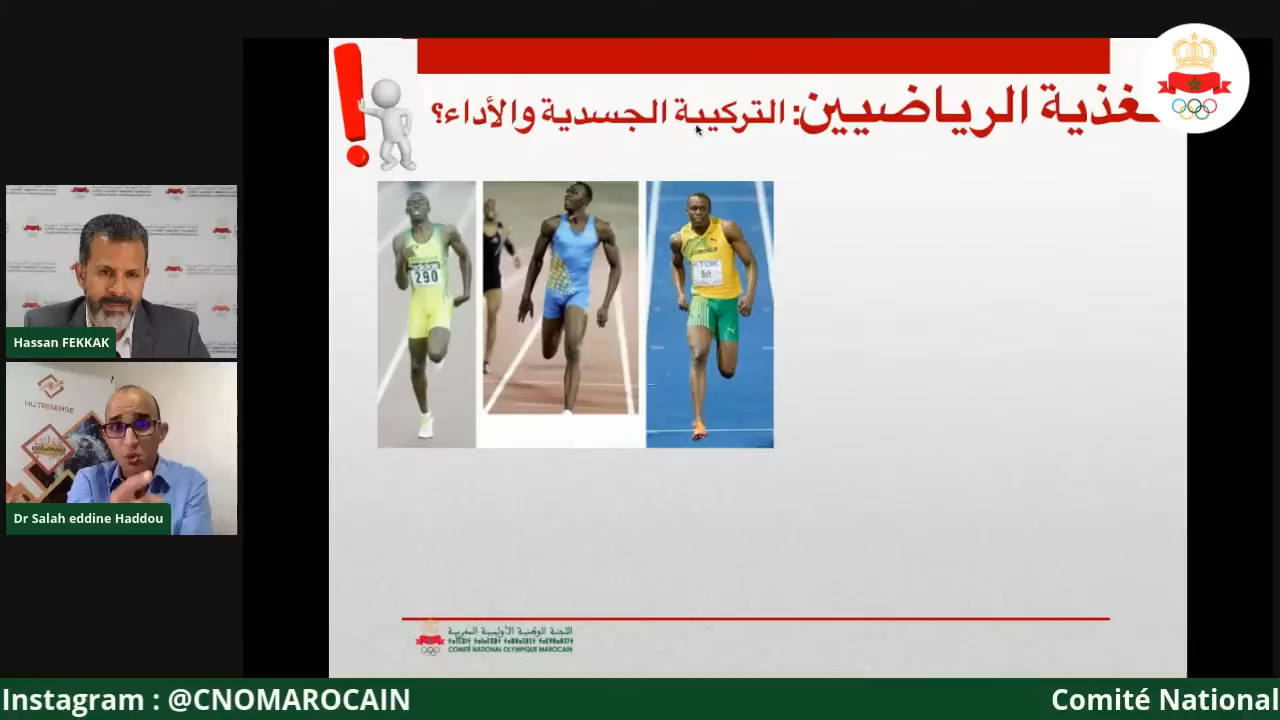 تغذية الرياضيين: التركيبة الجسدية والأداء؟
290
Bolt
Hassan FEKKAK
NUTRISENSE
Dr Salah eddine Haddou
اللجنة الوطنية الأولمبية المغربية
COMITÉ NATIONAL OLYMPIQUE MAROCAIN
Instagram : @CNOMAROCAIN
Comité National